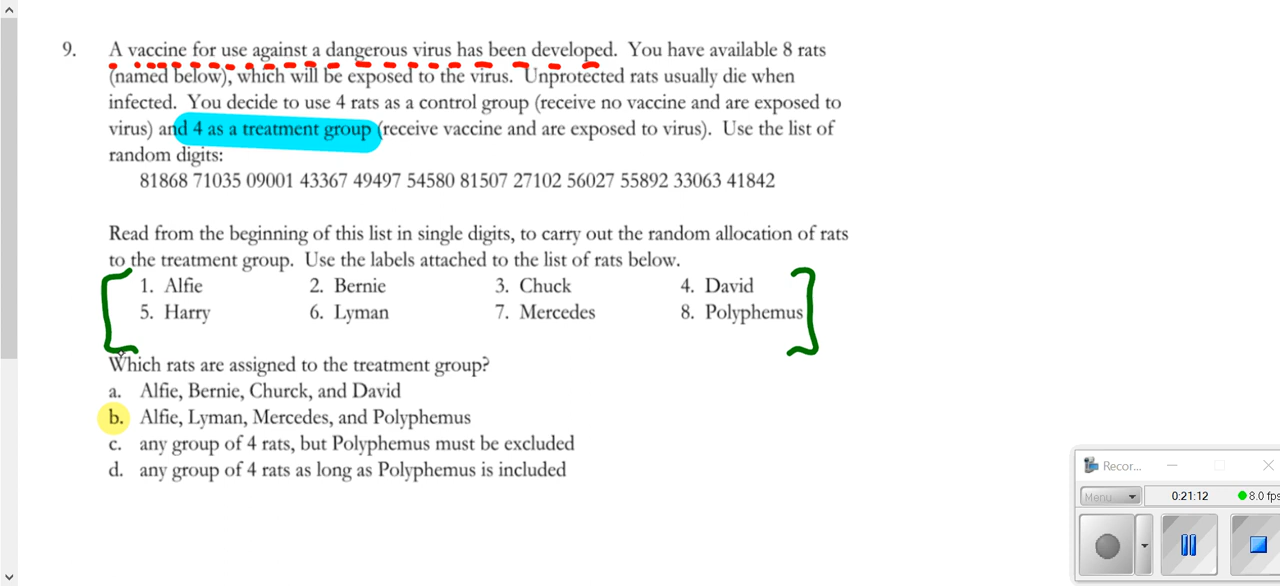 9. A vaccine for use against a dangerous virus has been developed. You have available 8 rats
(named below), which will be exposed to the virus. Unprotected rats usually die when
infected. You decide to use 4 rats as a control group (receive no vaccine and are exposed to
virus) and 4 as a treatment group (receive vaccine and are exposed to virus). Use the list of
random digits:
81868 71035 09001 43367 49497 54580 81507 27102 56027 55892 33063 41842
Read from the beginning of this list in single digits, to carry out the random allocation of rats
to the treatment group. Use the labels attached to the list of rats below.
1. Alfie 2. Bernie 3. Chuck 4. David
5. Harry 6. Lyman 7. Mercedes 8. Polyphemus
Which rats are assigned to the treatment group?
a. Alfie, Bernie, Churck, and David
b. Alfie, Lyman, Mercedes, and Polyphemus
c. any group of 4 rats, but Polyphemus must be excluded
d. any group of 4 rats as long as Polyphemus is included
Recor...
Menu 0:21:12 8.0 fps